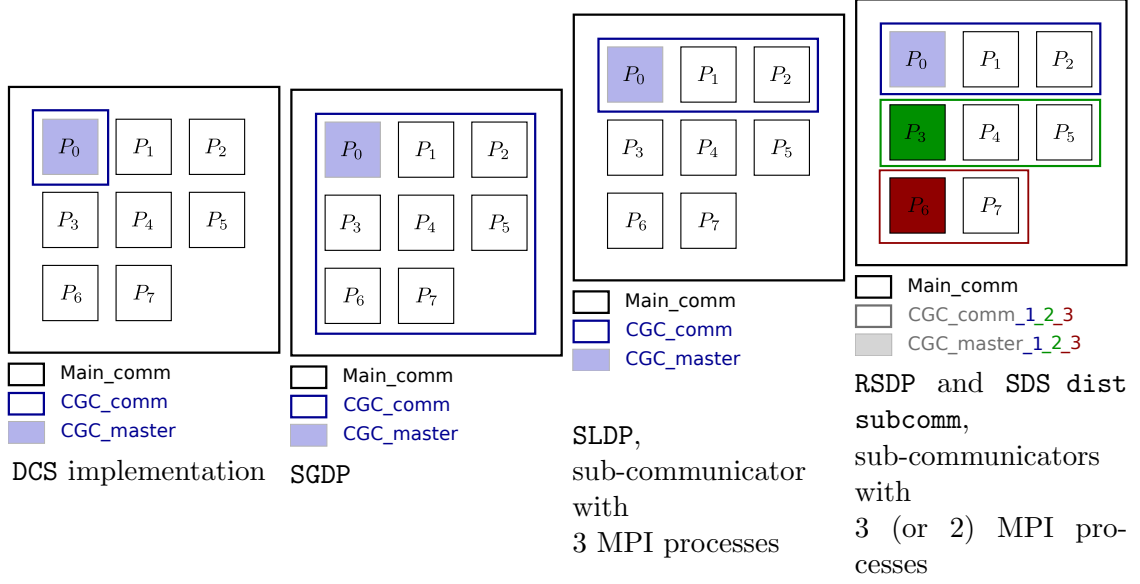 P0 P1 P2
P3 P4 P5
P6 P7
Main_comm
CGC_comm
CGC_master
DCS implementation
P0 P1 P2
P3 P4 P5
P6 P7
Main_comm
CGC_comm
CGC_master
SGDP
P0 P1 P2
P3 P4 P5
P6 P7
Main_comm
CGC_comm
CGC_master
SLDP,
sub-communicator
with
3 MPI processes
P0 P1 P2
P3 P4 P5
P6 P7
Main_comm
CGC_comm_1_2_3
CGC_master_1_2_3
RSDP and SDS dist
subcomm,
sub-communicators
with
3 (or 2) MPI pro-
cesses